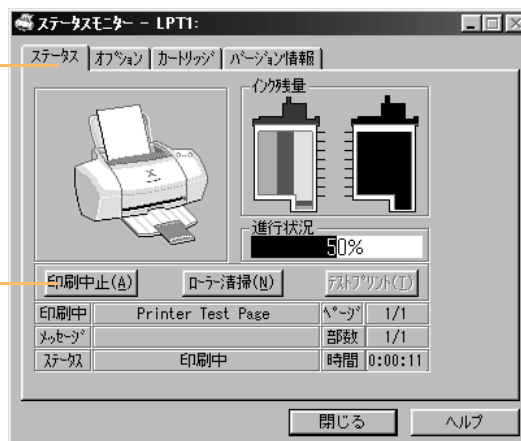 ステータスモニター - LPT1:
ステータス オプション カートリッジ バージョン情報
インク残量
進行状況
50%
印刷中止(A) ローラー清掃(N) テストプリント(T)
印刷中 Printer Test Page ページ 1/1
メッセージ 部数 1/1
ステータス 印刷中 時間 0:00:11
閉じる ヘルプ